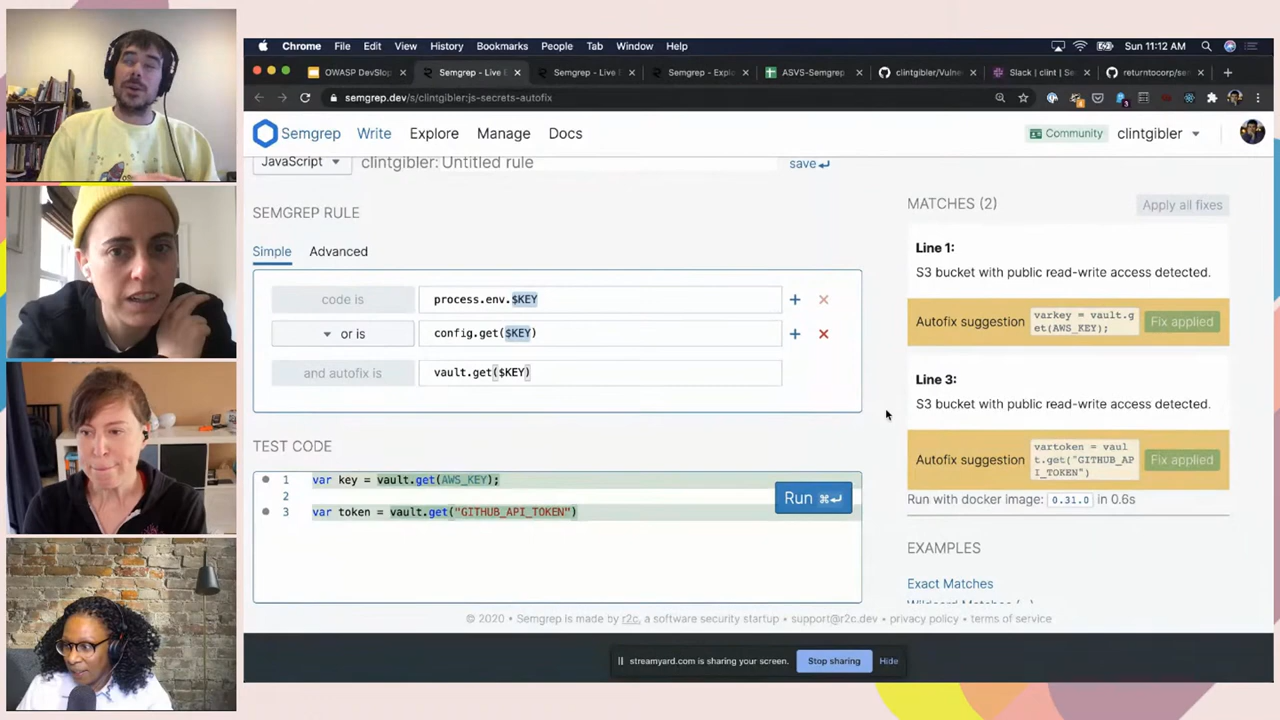 Chrome File Edit View History Bookmarks People Tab Window Help Sun 11:12 AM
OWASP DevSlop × Semgrep - Live E × Semgrep - Live × Semgrep - Explo × ASVS-Semgrep × clintgibler/Vulne × Slack | clint | Se × returntocorp/sem × +
semgrep.dev/s/clintgibler:js-secrets-autofix
Semgrep Write Explore Manage Docs Community clintgibler
JavaScript clintgibler: Untitled rule save↵
SEMGREP RULE
Simple Advanced
code is process.env.$KEY + ×
or is config.get($KEY) + ×
and autofix is vault.get($KEY)
TEST CODE
1 var key = vault.get(AWS_KEY);
2
3 var token = vault.get("GITHUB_API_TOKEN")
Run ⌘↵
MATCHES (2) Apply all fixes
Line 1:
S3 bucket with public read-write access detected.
Autofix suggestion varkey = vault.g
et(AWS_KEY); Fix applied
Line 3:
S3 bucket with public read-write access detected.
Autofix suggestion vartoken = vaul
t.get("GITHUB_AP
I_TOKEN") Fix applied
Run with docker image: 0.31.0 in 0.6s
EXAMPLES
Exact Matches
© 2020 • Semgrep is made by r2c, a software security startup • support@r2c.dev • privacy policy • terms of service
streamyard.com is sharing your screen. Stop sharing Hide